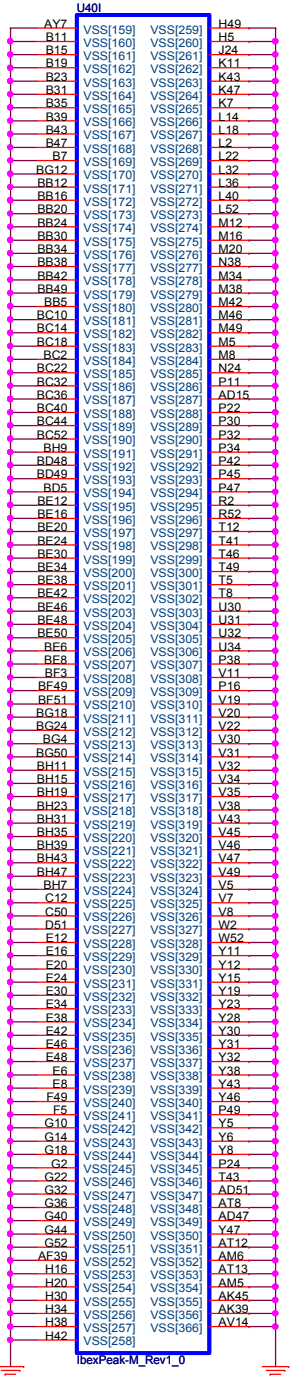 U40I
AY7 VSS[159] VSS[259] H49
B11 VSS[160] VSS[260] H5
B15 VSS[161] VSS[261] J24
B19 VSS[162] VSS[262] K11
B23 VSS[163] VSS[263] K43
B31 VSS[164] VSS[264] K47
B35 VSS[165] VSS[265] K7
B39 VSS[166] VSS[266] L14
B43 VSS[167] VSS[267] L18
B47 VSS[168] VSS[268] L2
B7 VSS[169] VSS[269] L22
BG12 VSS[170] VSS[270] L32
BB12 VSS[171] VSS[271] L36
BB16 VSS[172] VSS[272] L40
BB20 VSS[173] VSS[273] L52
BB24 VSS[174] VSS[274] M12
BB30 VSS[175] VSS[275] M16
BB34 VSS[176] VSS[276] M20
BB38 VSS[177] VSS[277] N38
BB42 VSS[178] VSS[278] M34
BB49 VSS[179] VSS[279] M38
BB5 VSS[180] VSS[280] M42
BC10 VSS[181] VSS[281] M46
BC14 VSS[182] VSS[282] M49
BC18 VSS[183] VSS[283] M5
BC2 VSS[184] VSS[284] M8
BC22 VSS[185] VSS[285] N24
BC32 VSS[186] VSS[286] P11
BC36 VSS[187] VSS[287] AD15
BC40 VSS[188] VSS[288] P22
BC44 VSS[189] VSS[289] P30
BC52 VSS[190] VSS[290] P32
BH9 VSS[191] VSS[291] P34
BD48 VSS[192] VSS[292] P42
BD49 VSS[193] VSS[293] P45
BD5 VSS[194] VSS[294] P47
BE12 VSS[195] VSS[295] R2
BE16 VSS[196] VSS[296] R52
BE20 VSS[197] VSS[297] T12
BE24 VSS[198] VSS[298] T41
BE30 VSS[199] VSS[299] T46
BE34 VSS[200] VSS[300] T49
BE38 VSS[201] VSS[301] T5
BE42 VSS[202] VSS[302] T8
BE46 VSS[203] VSS[303] U30
BE48 VSS[204] VSS[304] U31
BE50 VSS[205] VSS[305] U32
BE6 VSS[206] VSS[306] U34
BE8 VSS[207] VSS[307] P38
BF3 VSS[208] VSS[308] V11
BF49 VSS[209] VSS[309] P16
BF51 VSS[210] VSS[310] V19
BG18 VSS[211] VSS[311] V20
BG24 VSS[212] VSS[312] V22
BG4 VSS[213] VSS[313] V30
BG50 VSS[214] VSS[314] V31
BH11 VSS[215] VSS[315] V32
BH15 VSS[216] VSS[316] V34
BH19 VSS[217] VSS[317] V35
BH23 VSS[218] VSS[318] V38
BH31 VSS[219] VSS[319] V43
BH35 VSS[220] VSS[320] V45
BH39 VSS[221] VSS[321] V46
BH43 VSS[222] VSS[322] V47
BH47 VSS[223] VSS[323] V49
BH7 VSS[224] VSS[324] V5
C12 VSS[225] VSS[325] V7
C50 VSS[226] VSS[326] V8
D51 VSS[227] VSS[327] W2
E12 VSS[228] VSS[328] W52
E16 VSS[229] VSS[329] Y11
E20 VSS[230] VSS[330] Y12
E24 VSS[231] VSS[331] Y15
E30 VSS[232] VSS[332] Y19
E34 VSS[233] VSS[333] Y23
E38 VSS[234] VSS[334] Y28
E42 VSS[235] VSS[335] Y30
E46 VSS[236] VSS[336] Y31
E48 VSS[237] VSS[337] Y32
E6 VSS[238] VSS[338] Y38
E8 VSS[239] VSS[339] Y43
F49 VSS[240] VSS[340] Y46
F5 VSS[241] VSS[341] P49
G10 VSS[242] VSS[342] Y5
G14 VSS[243] VSS[343] Y6
G18 VSS[244] VSS[344] Y8
G2 VSS[245] VSS[345] P24
G22 VSS[246] VSS[346] T43
G32 VSS[247] VSS[347] AD51
G36 VSS[248] VSS[348] AT8
G40 VSS[249] VSS[349] AD47
G44 VSS[250] VSS[350] Y47
G52 VSS[251] VSS[351] AT12
AF39 VSS[252] VSS[352] AM6
H16 VSS[253] VSS[353] AT13
H20 VSS[254] VSS[354] AM5
H30 VSS[255] VSS[355] AK45
H34 VSS[256] VSS[356] AK39
H38 VSS[257] VSS[366] AV14
H42 VSS[258]
IbexPeak-M_Rev1_0